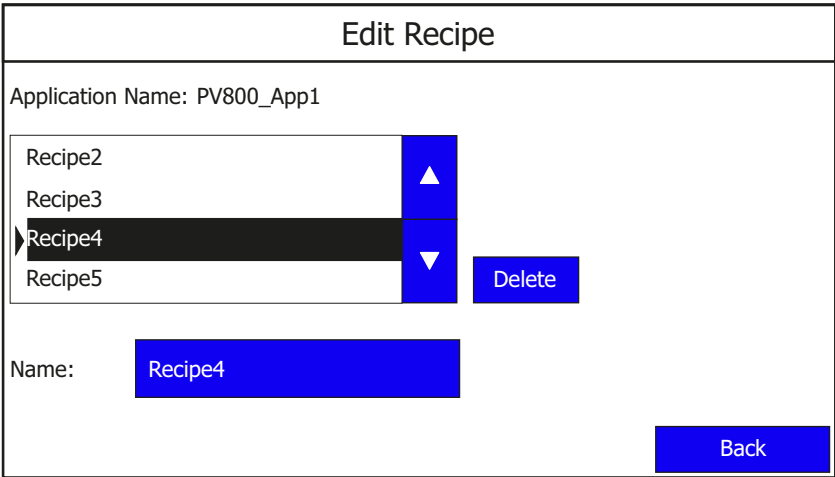 Edit Recipe
Application Name: PV800_App1
Recipe2
Recipe3
Recipe4
Recipe5
Delete
Name: Recipe4
Back